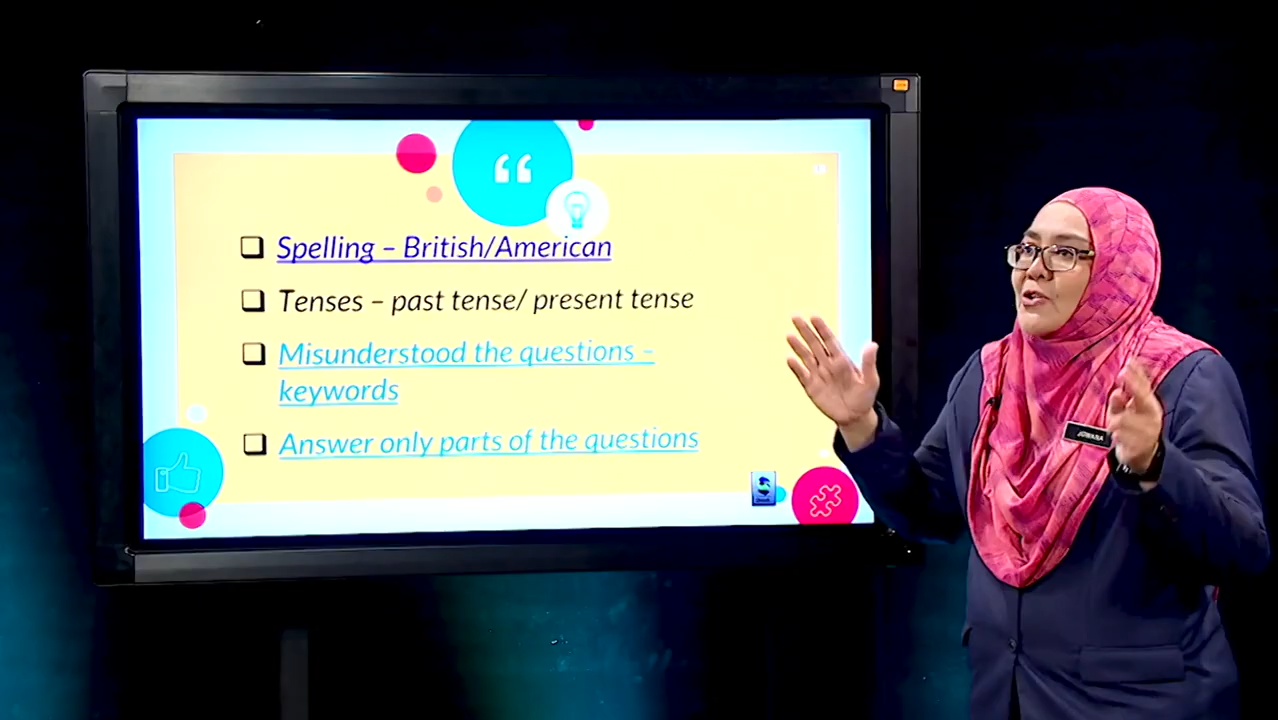 “
Spelling – British/American
Tenses – past tense/ present tense
Misunderstood the questions –
keywords
Answer only parts of the questions